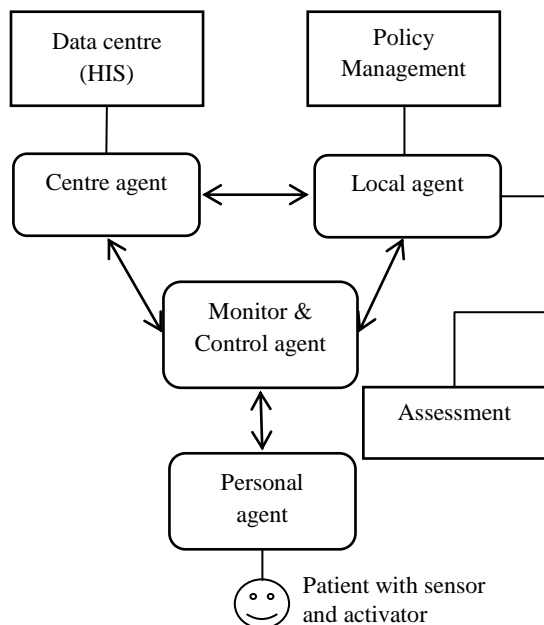 Data centre
(HIS)
Policy
Management
Centre agent
Local agent
Monitor &
Control agent
Assessment
Personal
agent
Patient with sensor
and activator